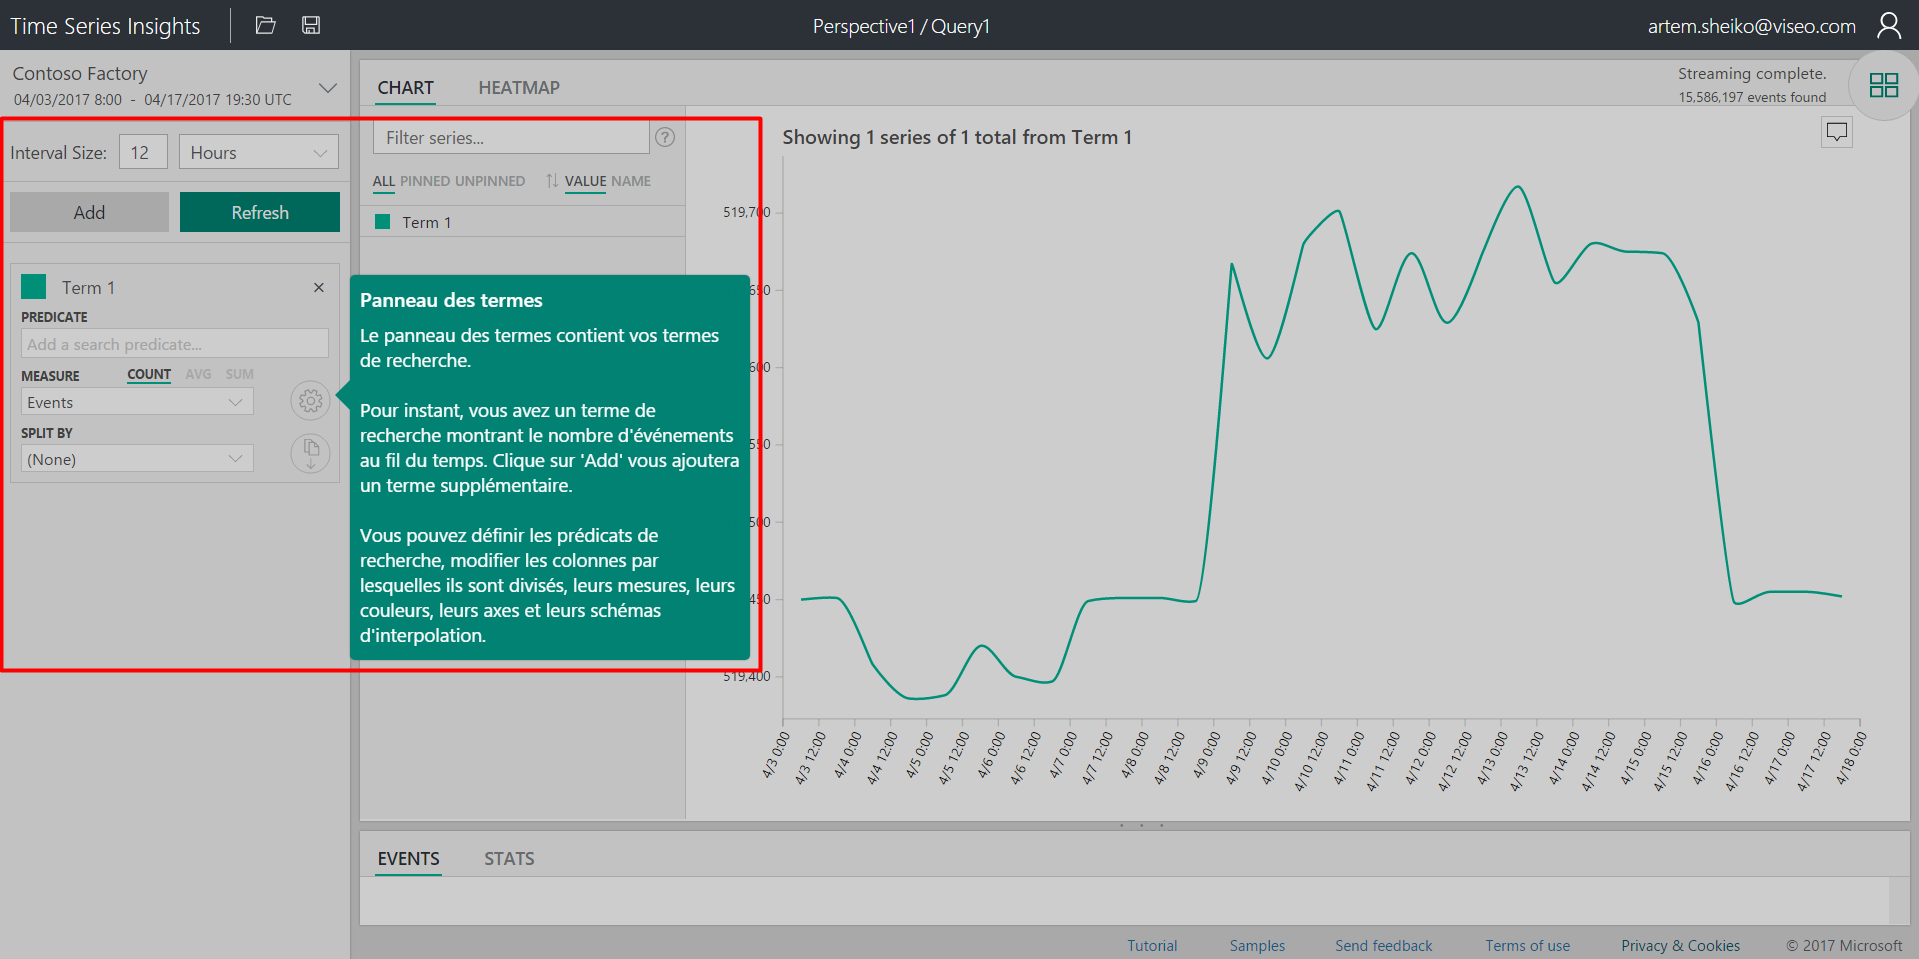 Time Series Insights
Perspective1 / Query1
artem.sheiko@viseo.com
Contoso Factory
04/03/2017 8:00 - 04/17/2017 19:30 UTC
Interval Size: 12 Hours
Add Refresh
Term 1
PREDICATE
Add a search predicate...
MEASURE COUNT AVG SUM
Events
SPLIT BY
(None)
CHART HEATMAP
Streaming complete.
15,586,197 events found
Filter series...
?
ALL PINNED UNPINNED VALUE NAME
Term 1
Panneau des termes
Le panneau des termes contient vos termes
de recherche.
Pour instant, vous avez un terme de
recherche montrant le nombre d'événements
au fil du temps. Clique sur 'Add' vous ajoutera
un terme supplémentaire.
Vous pouvez définir les prédicats de
recherche, modifier les colonnes par
lesquelles ils sont divisés, leurs mesures, leurs
couleurs, leurs axes et leurs schémas
d'interpolation.
Showing 1 series of 1 total from Term 1
519,700
650
600
550
500
450
519,400
4/3 0:00
4/3 12:00
4/4 0:00
4/4 12:00
4/5 0:00
4/5 12:00
4/6 0:00
4/6 12:00
4/7 0:00
4/7 12:00
4/8 0:00
4/8 12:00
4/9 0:00
4/9 12:00
4/10 0:00
4/10 12:00
4/11 0:00
4/11 12:00
4/12 0:00
4/12 12:00
4/13 0:00
4/13 12:00
4/14 0:00
4/14 12:00
4/15 0:00
4/15 12:00
4/16 0:00
4/16 12:00
4/17 0:00
4/17 12:00
4/18 0:00
EVENTS STATS
Tutorial Samples Send feedback Terms of use Privacy & Cookies © 2017 Microsoft